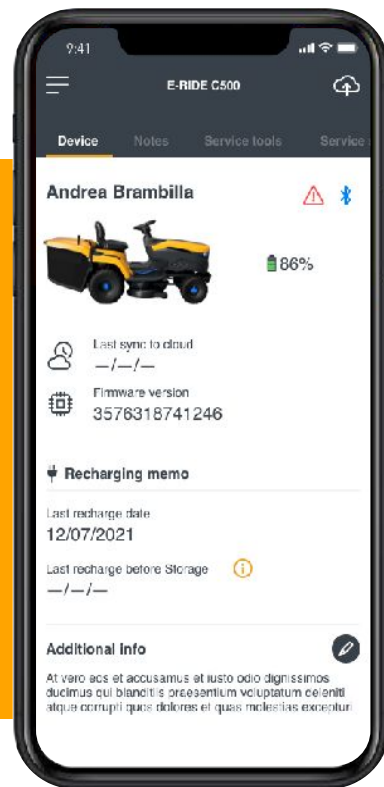 9:41
E-RIDE C500
Device Notes Service tools Service
Andrea Brambilla
86%
Last sync to cloud
—/—/—
Firmware version
3576318741246
Recharging memo
Last recharge date
12/07/2021
Last recharge before Storage
—/—/—
Additional info
At vero eos et accusamus et iusto odio dignissimos
ducimus qui blanditiis praesentium voluptatum deleniti
atque corrupti quos dolores et quas molestias excepturi